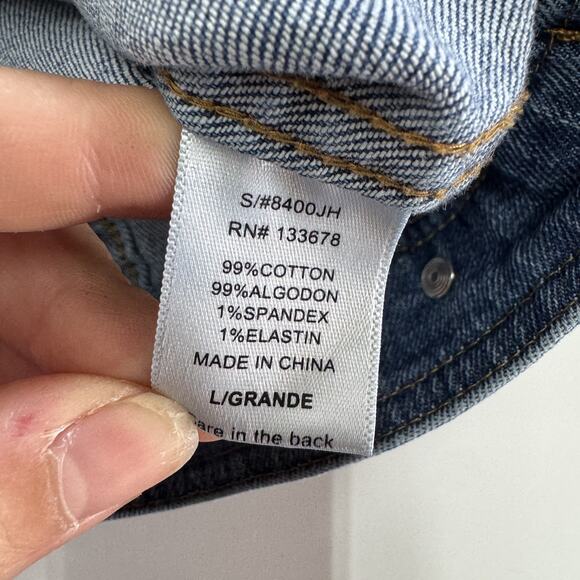 S/#8400JH
RN# 133678
99%COTTON
99%ALGODON
1%SPANDEX
1%ELASTIN
MADE IN CHINA
L/GRANDE
are in the back